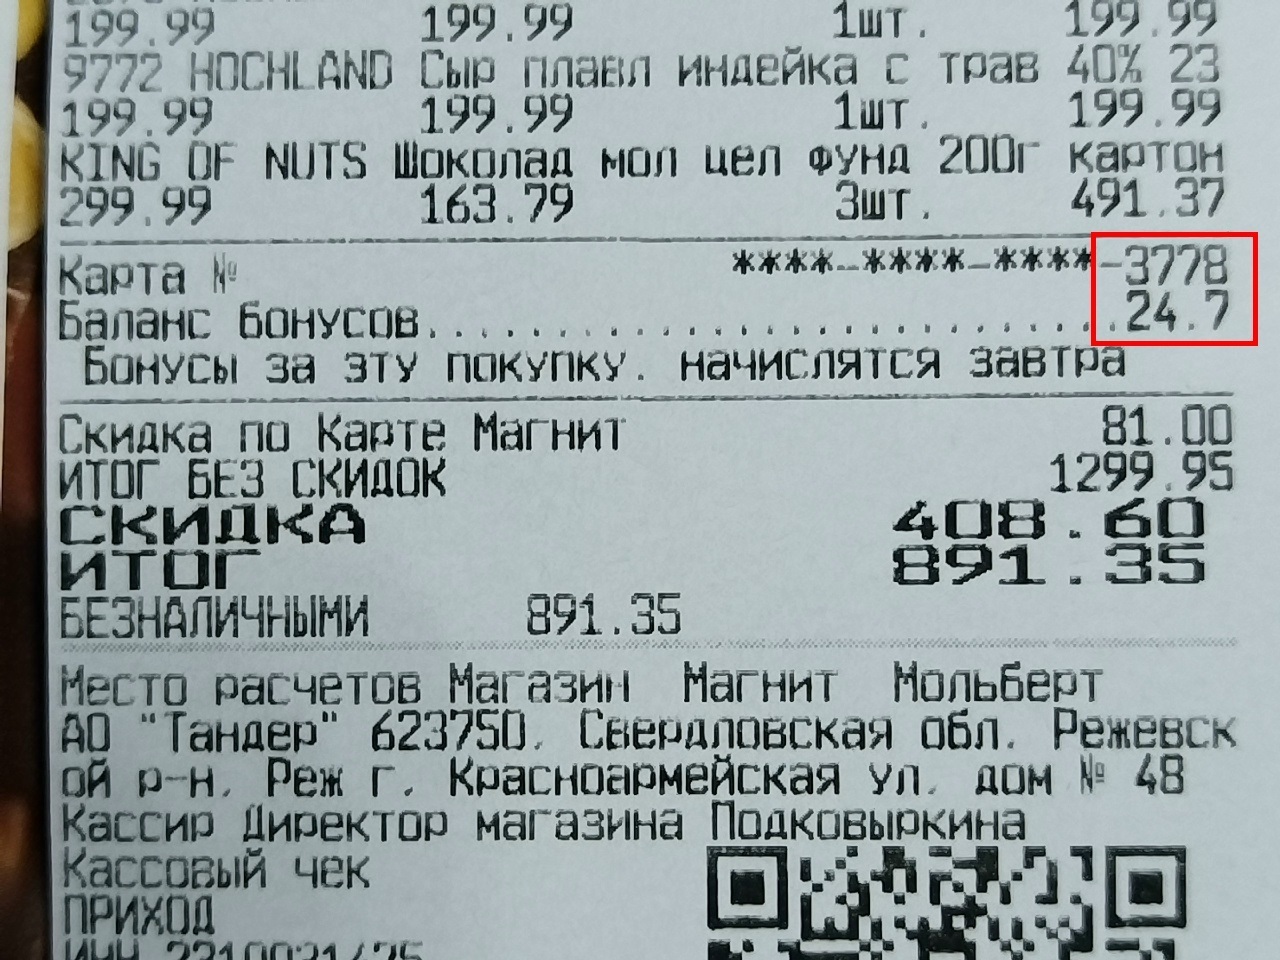 199.99 199.99 1шт. 199.99
9772 HOCHLAND Сыр плавл индейка с трав 40% 23
199.99 199.99 1шт. 199.99
KING OF NUTS Шоколад мол цел фунд 200г картон
299.99 163.79 3шт. 491.37
Карта № ****-****-****-3778
Баланс бонусов.........................24.7
Бонусы за эту покупку, начислятся завтра
Скидка по Карте Магнит 81.00
ИТОГ БЕЗ СКИДОК 1299.95
СКИДКА 408.60
ИТОГ 891.35
БЕЗНАЛИЧНЫМИ 891.35
Место расчетов Магазин Магнит Мольберт
АО "Тандер" 623750, Свердловская обл. Режевск
ой р-н, Реж г, Красноармейская ул, дом № 48
Кассир Директор магазина Подковыркина
Кассовый чек
ПРИХОД
ИНН